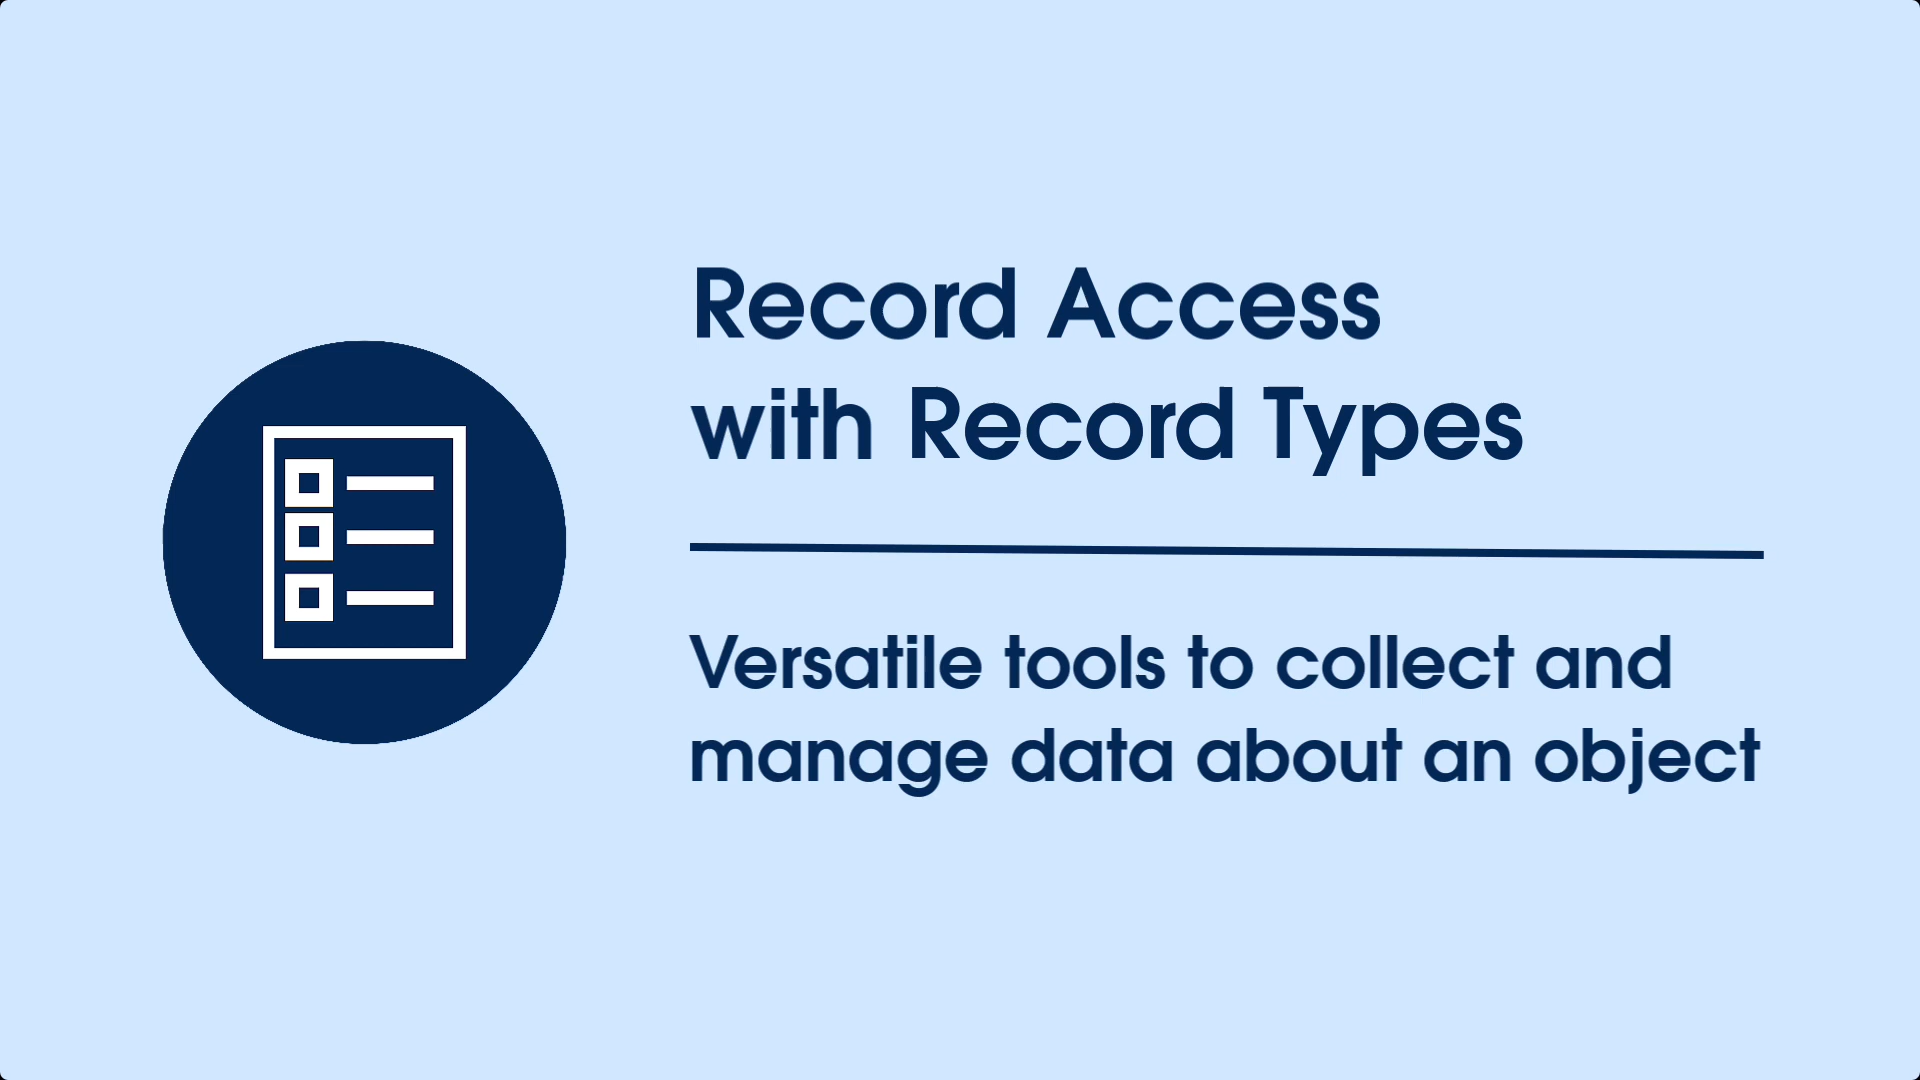 Record Access
with Record Types
Versatile tools to collect and
manage data about an object